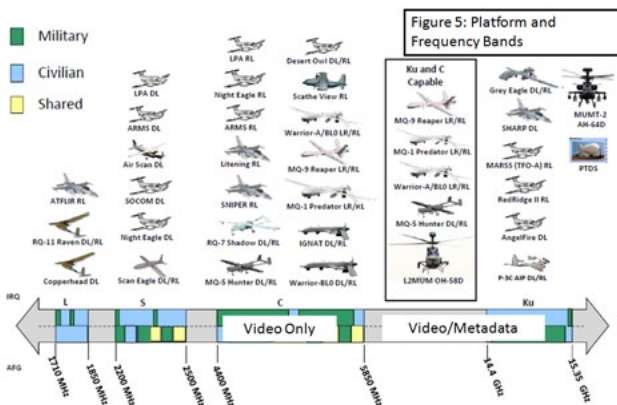 Figure 5: Platform and
Frequency Bands
Military
Civilian
Shared
LPA DL
ARMS DL
Air Scan DL
ATFLIR RL
SOCOM DL
RQ-11 Raven DL/RL
Night Eagle DL
Copperhead DL
Scan Eagle DL/RL
LPA RL
Night Eagle RL
ARMS RL
Litening RL
SNIPER RL
RQ-7 Shadow DL/RL
MQ-5 Hunter DL/RL
Desert Owl DL/RL
Scathe View RL
Warrior-A/BL0 LR/RL
MQ-9 Reaper LR/RL
MQ-1 Predator LR/RL
IGNAT DL/RL
Warrior-BL0 DL/RL
Ku and C
Capable
MQ-9 Reaper LR/RL
MQ-1 Predator LR/RL
Warrior-A/BL0 LR/RL
MQ-5 Hunter DL/RL
L2MUM OH-58D
Grey Eagle DL/RL
SHARP DL
MARSS (TFO-A) RL
RedRidge II RL
AngelFire DL
P-3C AIP DL/RL
MUMT-2
AH-64D
PTDS
IRQ
L
S
C
Ku
Video Only
Video/Metadata
AFG
1710 MHz
1850 MHz
2200 MHz
2500 MHz
4400 MHz
5850 MHz
14.4 GHz
15.35 GHz